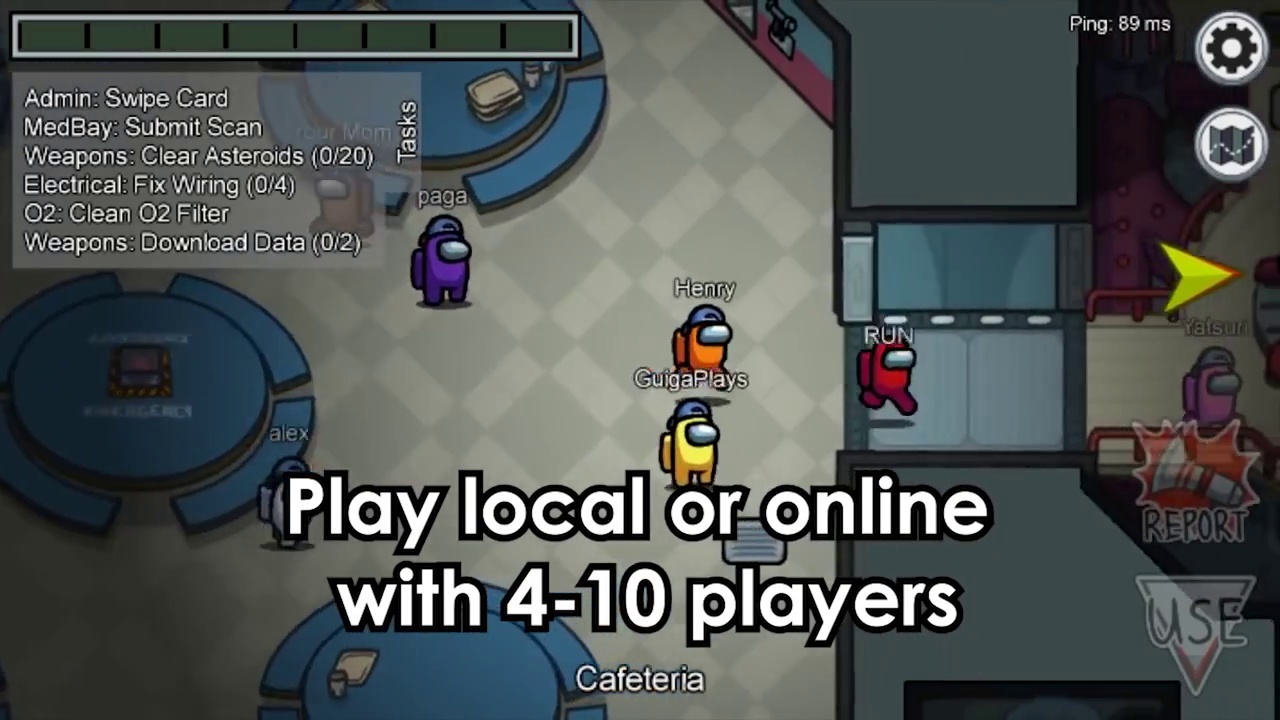 Ping: 89 ms
Admin: Swipe Card
MedBay: Submit Scan
Weapons: Clear Asteroids (0/20)
Electrical: Fix Wiring (0/4)
O2: Clean O2 Filter
Weapons: Download Data (0/2)
Tasks
Your Mom
paga
Henry
RUN
Yatsuri
GuigaPlays
alex
EMERGENCY
REPORT
Play local or online
with 4-10 players
USE
Cafeteria